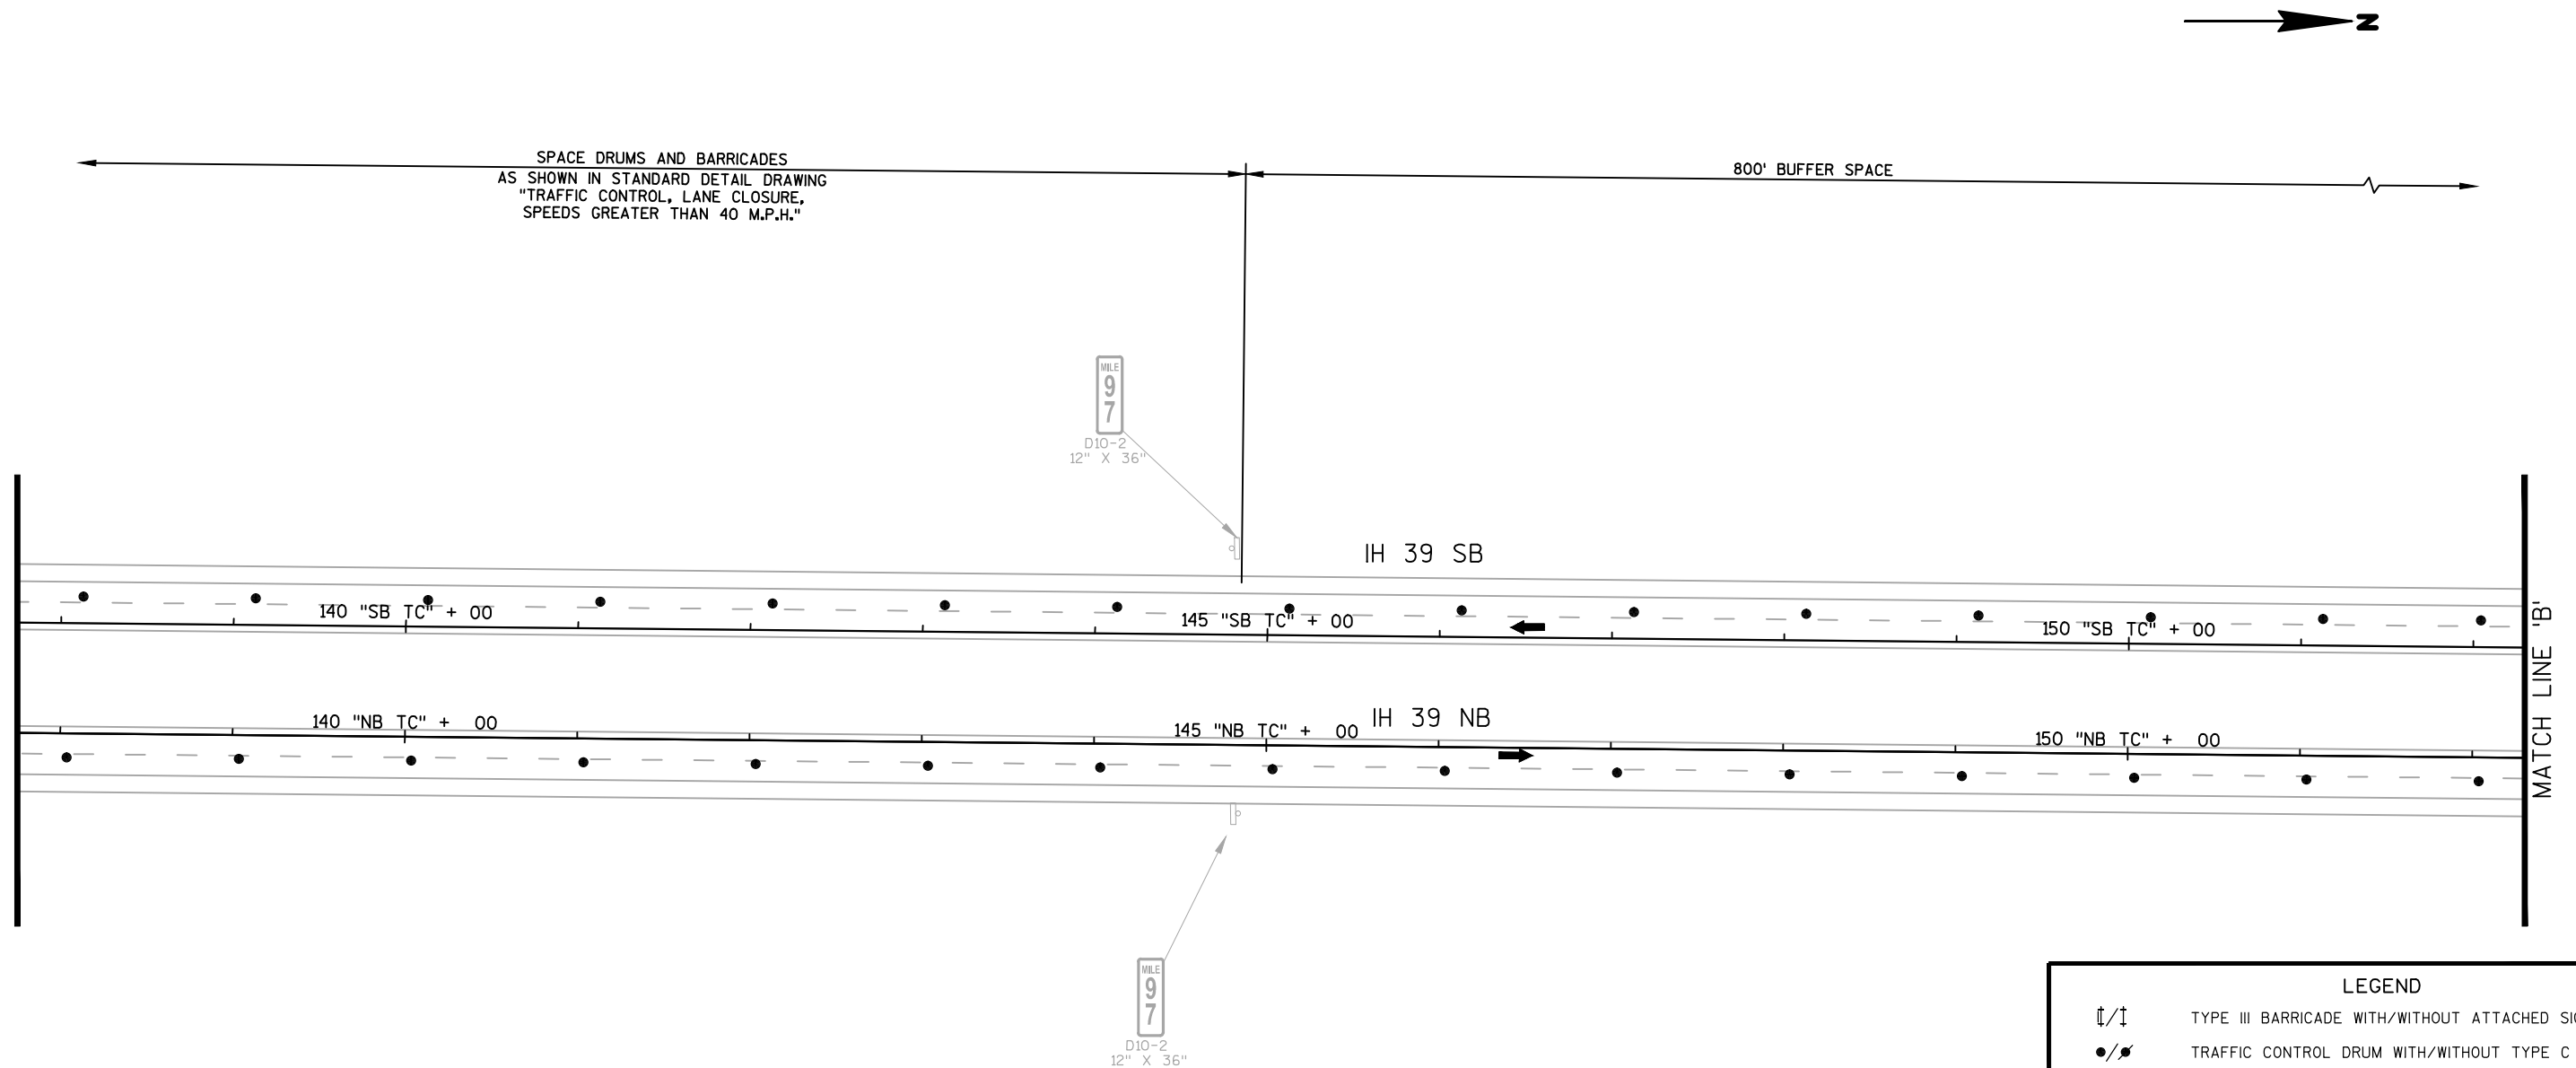 N
SPACE DRUMS AND BARRICADES
AS SHOWN IN STANDARD DETAIL DRAWING
"TRAFFIC CONTROL, LANE CLOSURE,
SPEEDS GREATER THAN 40 M.P.H."
800' BUFFER SPACE
MILE
9
7
D10-2
12" X 36"
IH 39 SB
140 "SB TC" + 00
145 "SB TC" + 00
150 "SB TC" + 00
MATCH LINE 'B'
140 "NB TC" + 00
145 "NB TC" + 00
IH 39 NB
150 "NB TC" + 00
MILE
9
7
D10-2
12" X 36"
LEGEND
TYPE III BARRICADE WITH/WITHOUT ATTACHED
TRAFFIC CONTROL DRUM WITH/WITHOUT TYPE C